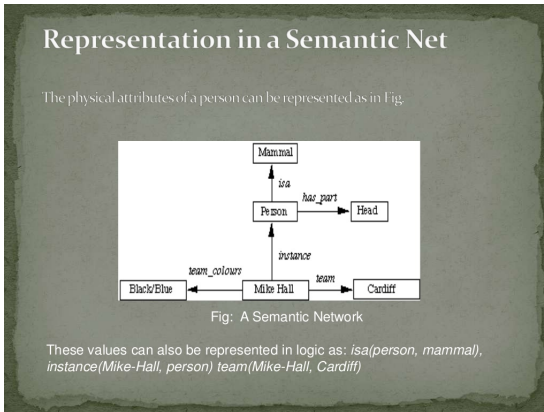 Representation in a Semantic Net
The physical attributes of a person can be represented as in Fig.
Mammal
isa
has_part
Person
Head
instance
team_colours
team
Black/Blue
Mike Hall
Cardiff
Fig: A Semantic Network
These values can also be represented in logic as: isa(person, mammal),
instance(Mike-Hall, person) team(Mike-Hall, Cardiff)